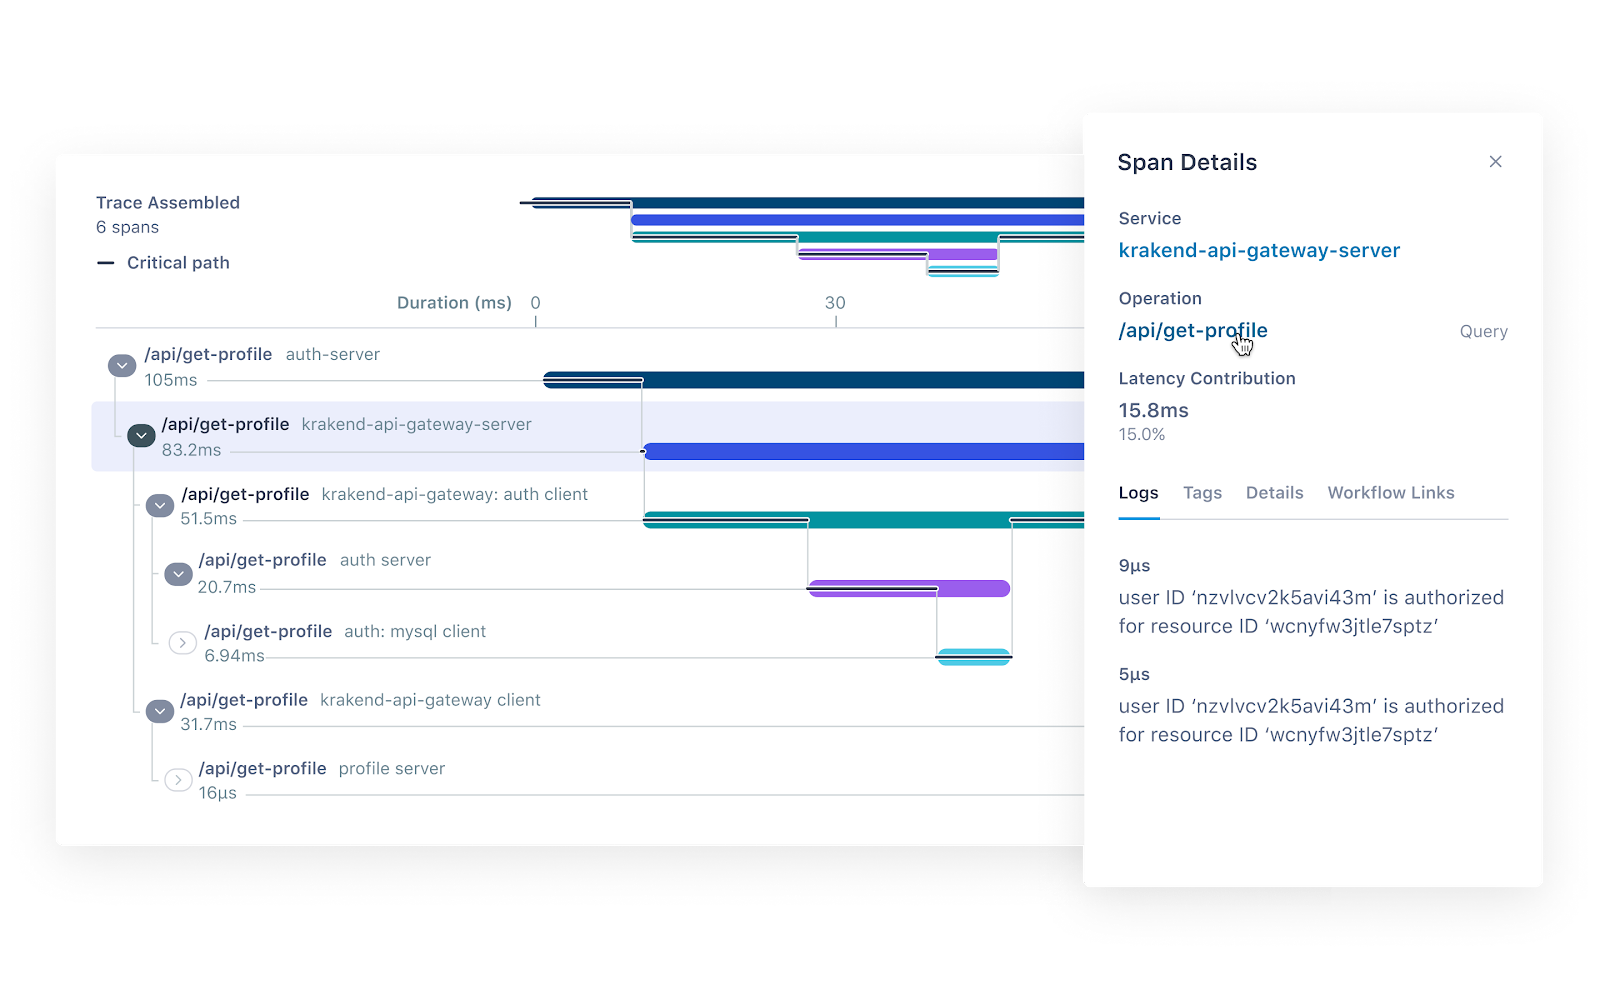 Trace Assembled
6 spans
Critical path
Duration (ms) 0 30
/api/get-profile auth-server
105ms
/api/get-profile krakend-api-gateway-server
83.2ms
/api/get-profile krakend-api-gateway: auth client
51.5ms
/api/get-profile auth server
20.7ms
/api/get-profile auth: mysql client
6.94ms
/api/get-profile krakend-api-gateway client
31.7ms
/api/get-profile profile server
16µs
Span Details
Service
krakend-api-gateway-server
Operation
/api/get-profile Query
Latency Contribution
15.8ms
15.0%
Logs Tags Details Workflow Links
9µs
user ID ‘nzvlvcv2k5avi43m’ is authorized
for resource ID ‘wcnyfw3jtle7sptz’
5µs
user ID ‘nzvlvcv2k5avi43m’ is authorized
for resource ID ‘wcnyfw3jtle7sptz’